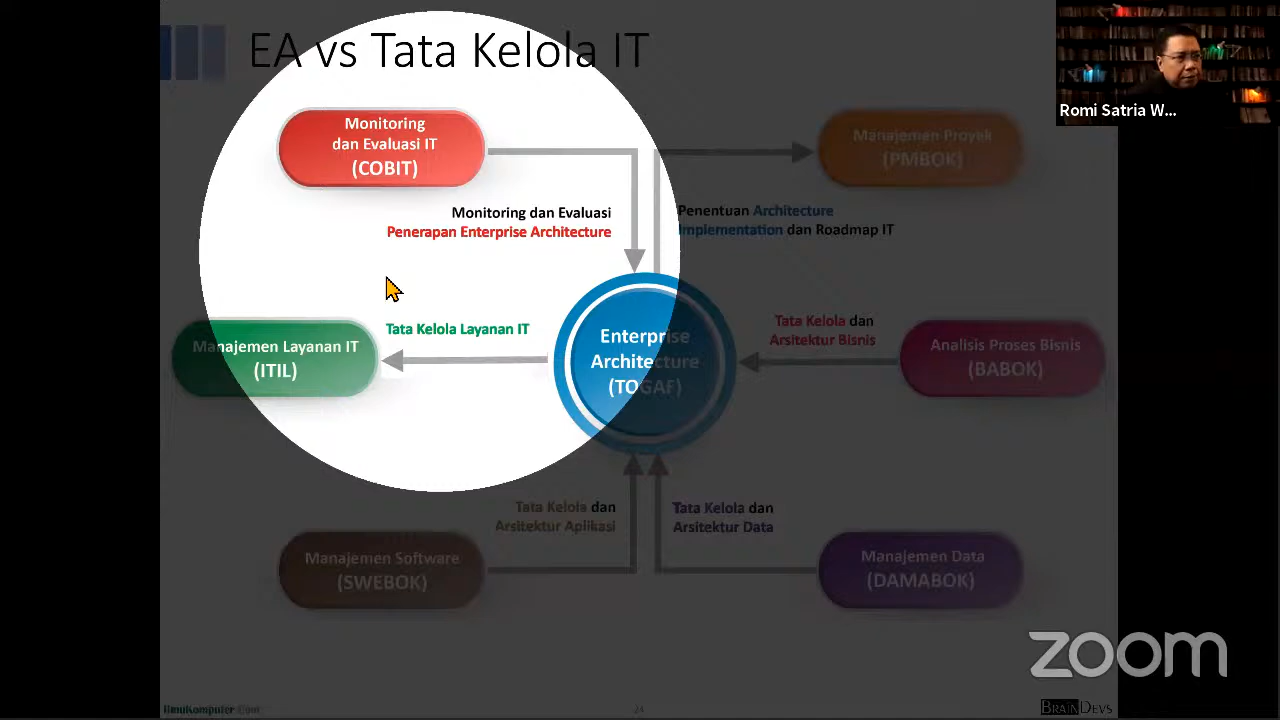 EA vs Tata Kelola IT
Romi Satria W...
Monitoring
dan Evaluasi IT
(COBIT)
Manajemen Proyek
(PMBOK)
Monitoring dan Evaluasi
Penerapan Enterprise Architecture
Penentuan Architecture
Implementation dan Roadmap IT
Manajemen Layanan IT
(ITIL)
Tata Kelola Layanan IT
Enterprise
Architecture
(TOGAF)
Tata Kelola dan
Arsitektur Bisnis
Analisis Proses Bisnis
(BABOK)
Tata Kelola dan
Arsitektur Aplikasi
Tata Kelola dan
Arsitektur Data
Manajemen Software
(SWEBOK)
Manajemen Data
(DAMABOK)
zoom
IlmuKomputer.Com
24
BRAINDEVS